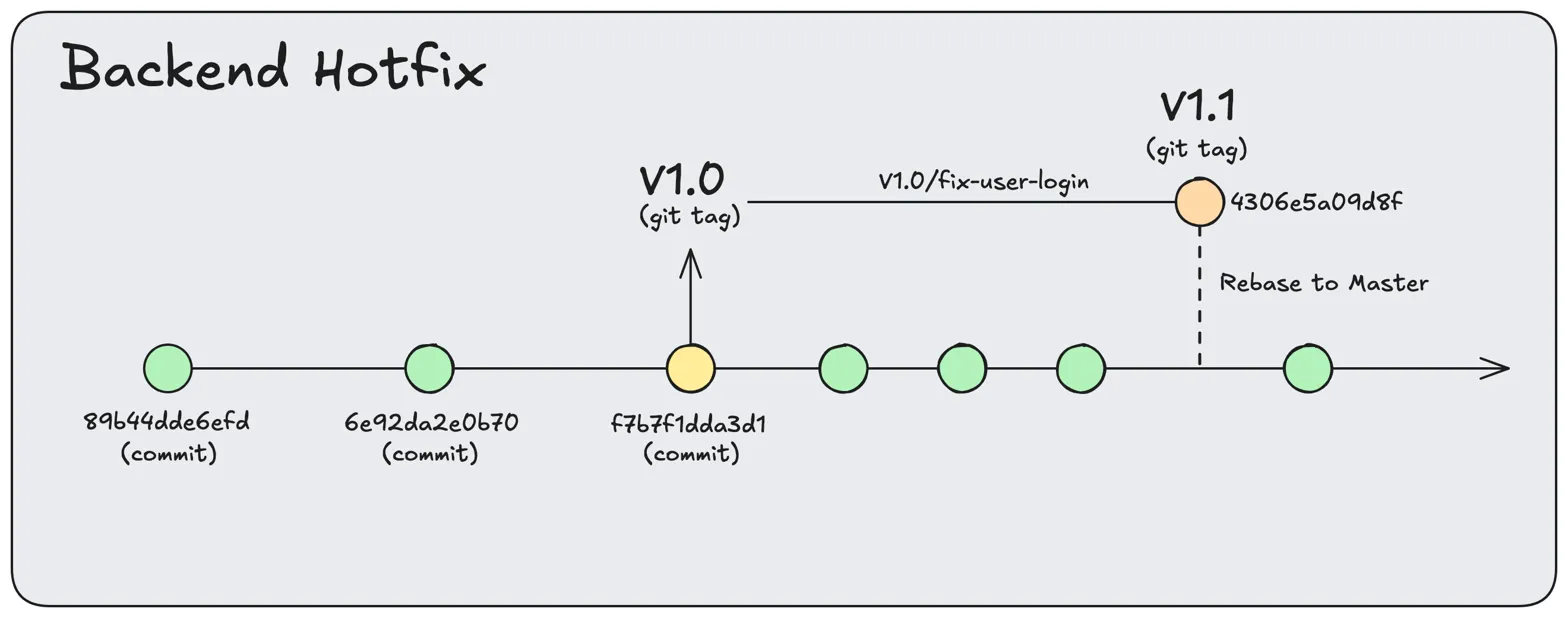 Backend Hotfix
V1.1
(git tag)
V1.0
(git tag)
V1.0/fix-user-login
4306e5a09d8f
Rebase to Master
89b44dde6efd
(commit)
6e92da2e0b70
(commit)
f7b7f1dda3d1
(commit)